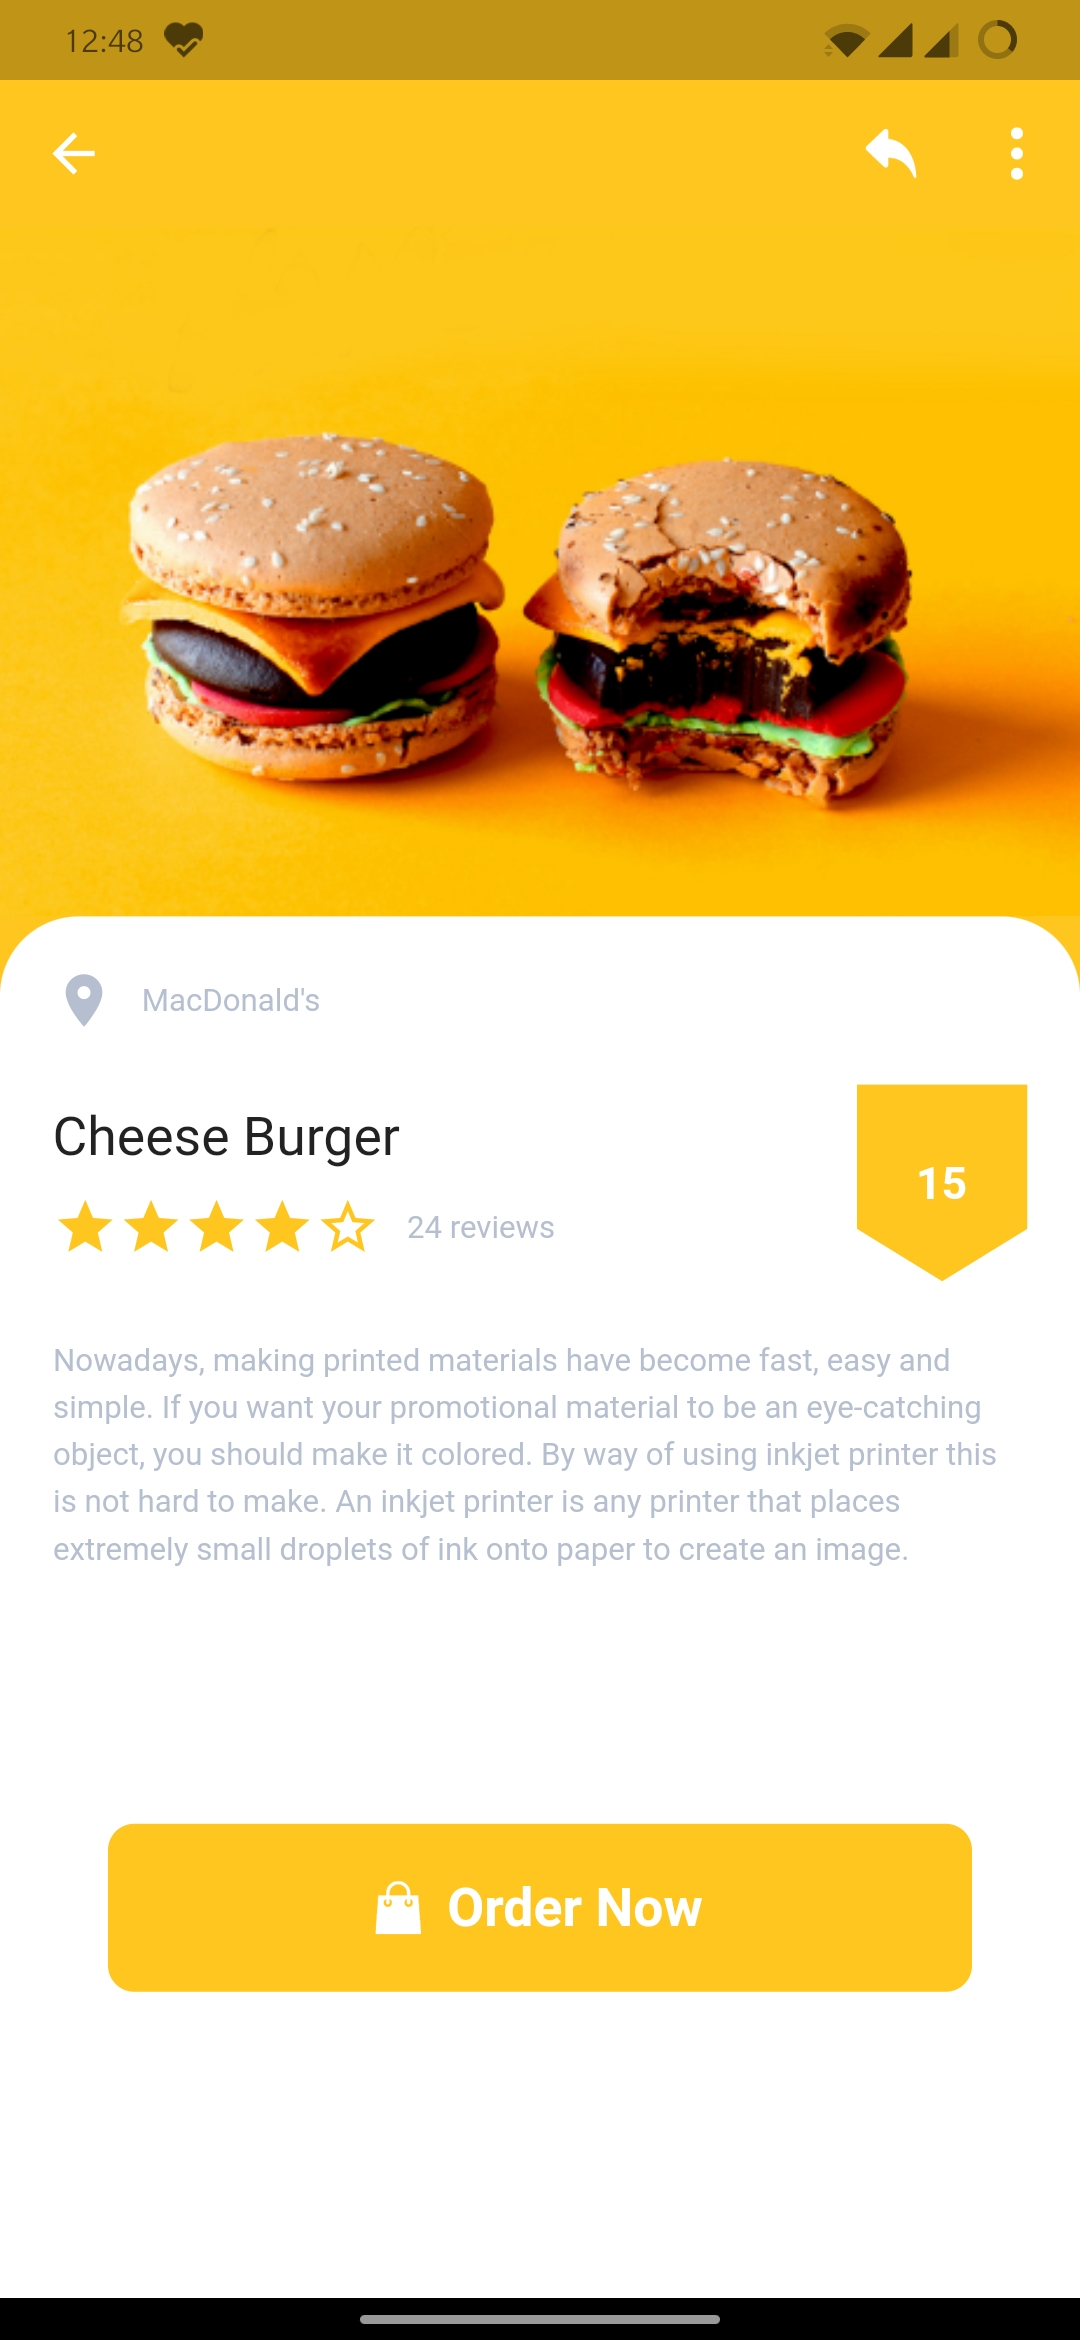 12:48
MacDonald's
Cheese Burger
15
24 reviews
Nowadays, making printed materials have become fast, easy and
simple. If you want your promotional material to be an eye-catching
object, you should make it colored. By way of using inkjet printer this
is not hard to make. An inkjet printer is any printer that places
extremely small droplets of ink onto paper to create an image.
Order Now